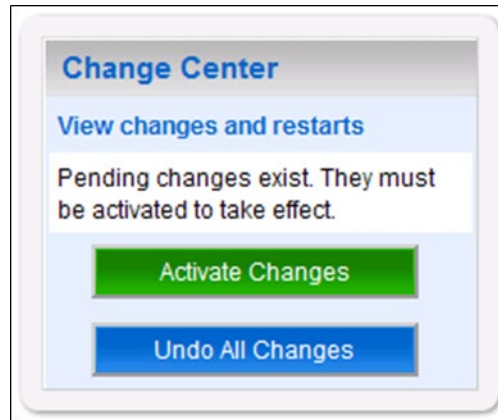 Change Center
View changes and restarts
Pending changes exist. They must
be activated to take effect.
Activate Changes
Undo All Changes